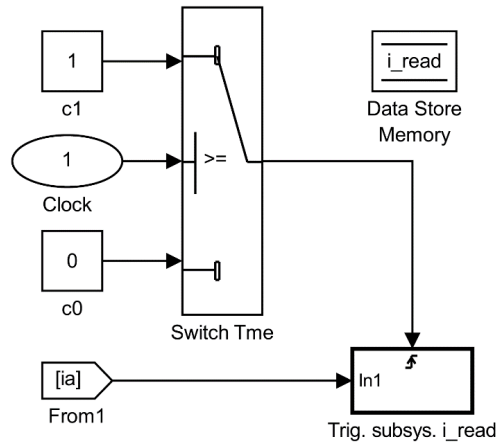 1
c1
i_read
Data Store
Memory
1
>=
Clock
0
c0
Switch Tme
[ia]
In1
From1
Trig. subsys. i_read